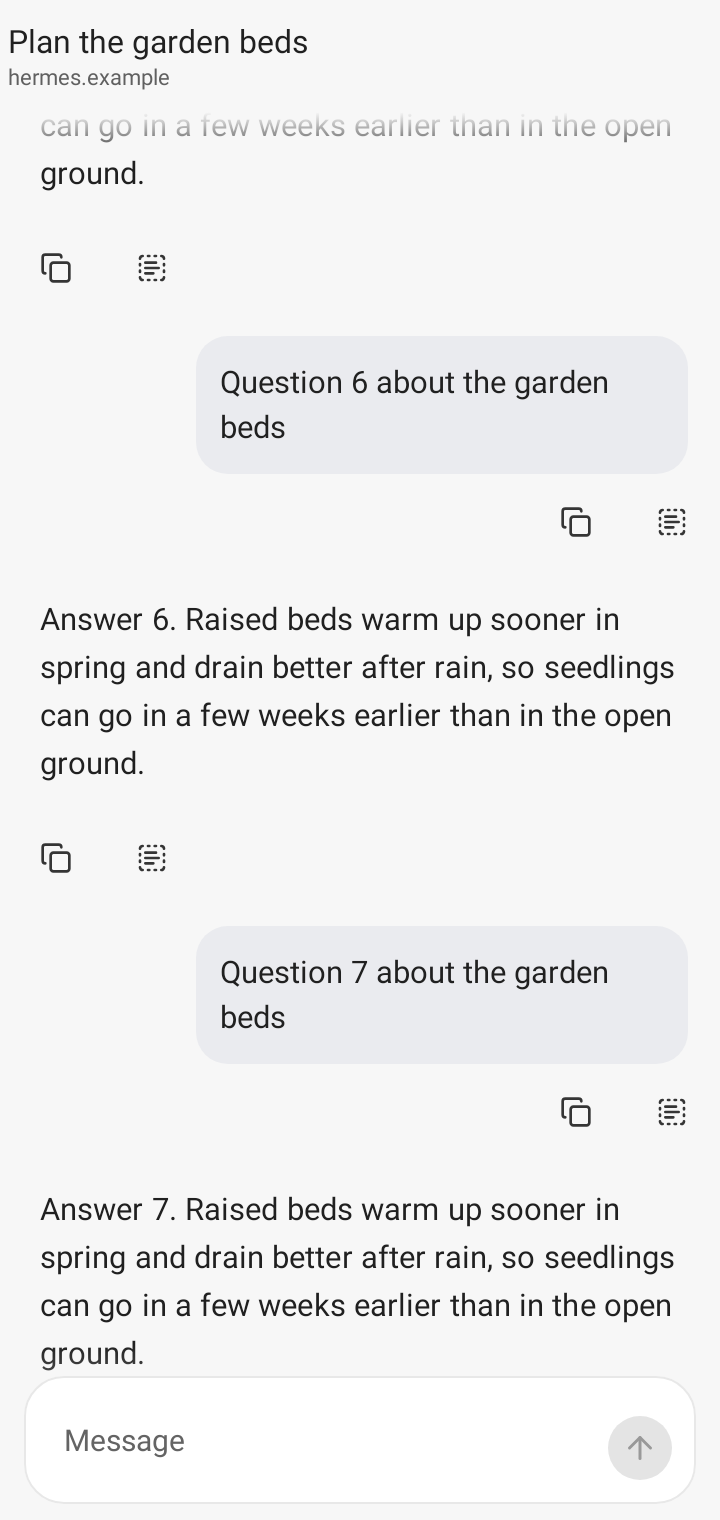 Plan the garden beds
hermes.example
can go in a few weeks earlier than in the open
ground.
Question 6 about the garden
beds
Answer 6. Raised beds warm up sooner in
spring and drain better after rain, so seedlings
can go in a few weeks earlier than in the open
ground.
Question 7 about the garden
beds
Answer 7. Raised beds warm up sooner in
spring and drain better after rain, so seedlings
can go in a few weeks earlier than in the open
ground.
Message